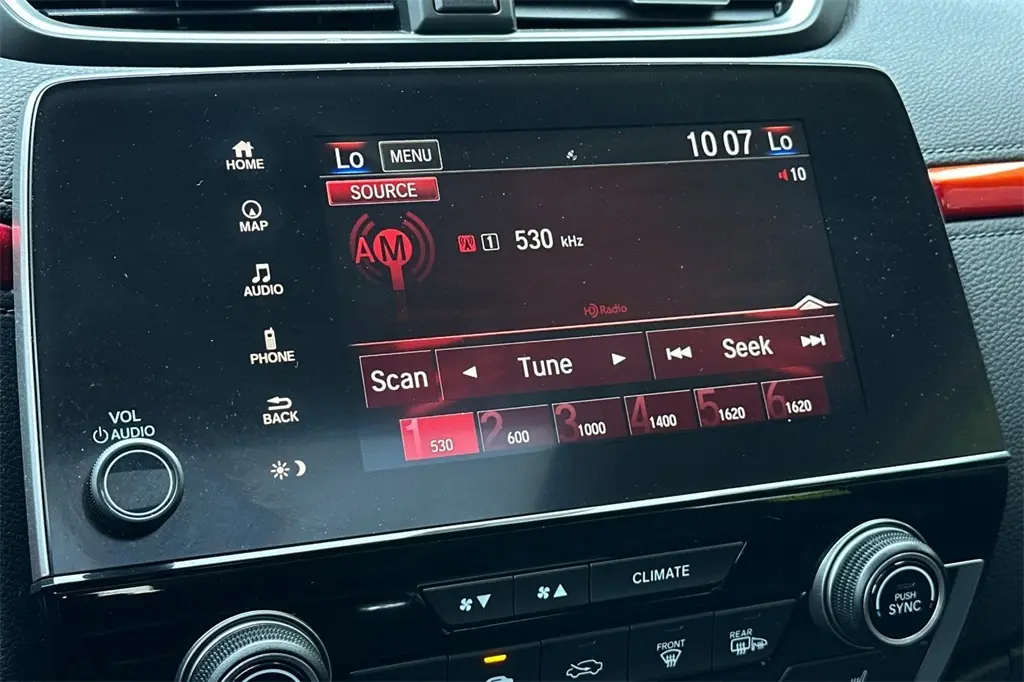 HOME
MAP
AUDIO
PHONE
BACK
VOL
AUDIO
Lo MENU 10 07 Lo
SOURCE 10
AM 1 530 kHz
HD Radio
Scan Tune Seek
1 530 2 600 3 1000 4 1400 5 1620 6 1620
CLIMATE
PUSH
SYNC
FRONT
REAR